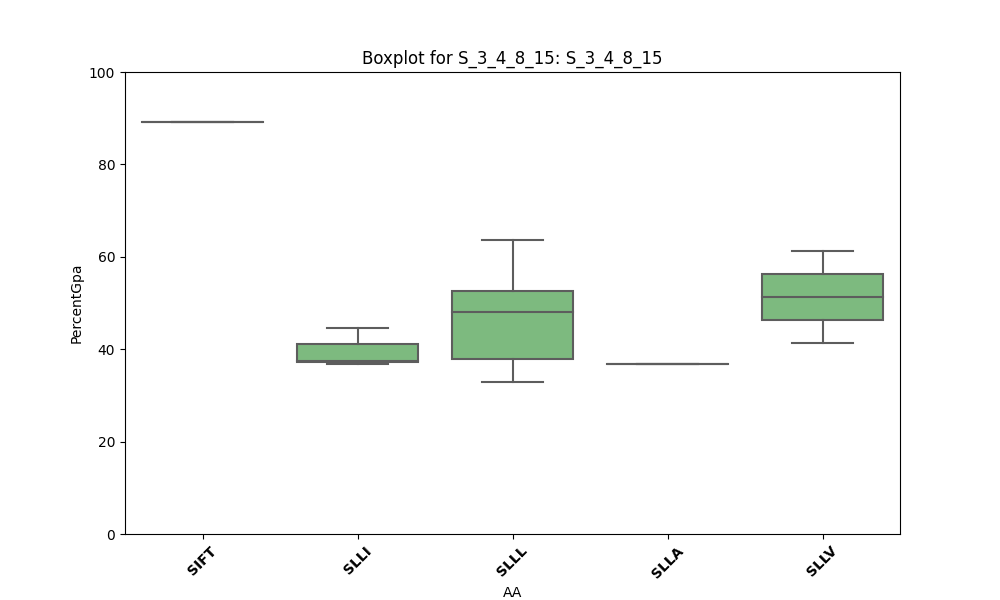 Boxplot for S_3_4_8_15: S_3_4_8_15
100
80
60
40
20
0
PercentGpa
SIFT
SLLI
SLLL
SLLA
SLLV
AA